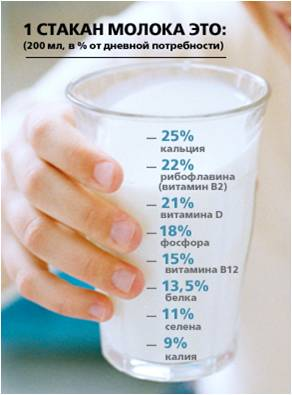 1 СТАКАН МОЛОКА ЭТО:
(200 мл, в % от дневной потребности)
— 25%
кальция
— 22%
рибофлавина
(витамин B2)
— 21%
витамина D
— 18%
фосфора
— 15%
витамина B12
— 13,5%
белка
— 11%
селена
— 9%
калия